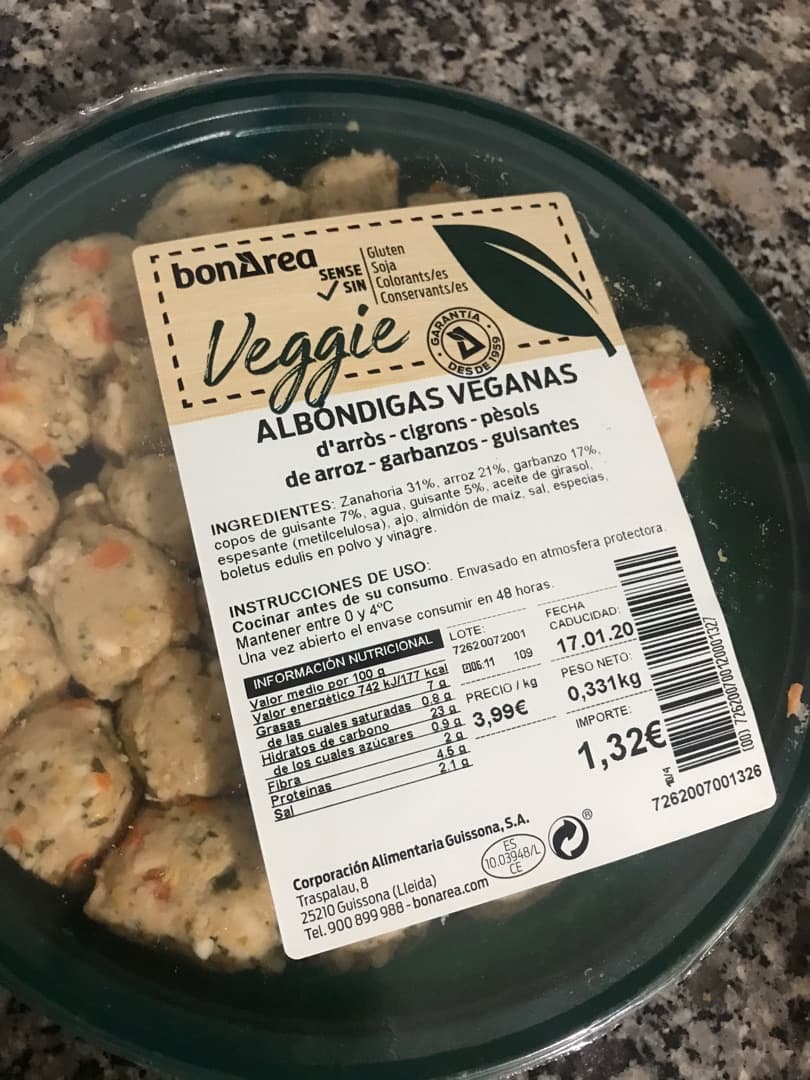 bonÀrea
SENSE
SIN
Gluten
Soja
Colorants/es
Conservants/es
Veggie
GARANTIA
DES DE 1959
ALBÓNDIGAS VEGANAS
d'arròs - cigrons - pèsols
de arroz - garbanzos - guisantes
INGREDIENTES: Zanahoria 31%, arroz 21%, garbanzo 17%,
copos de guisante 7%, agua, guisante 5%, aceite de girasol,
espesante (metilcelulosa), ajo, almidón de maíz, sal, especias,
boletus edulis en polvo y vinagre.
INSTRUCCIONES DE USO:
Cocinar antes de su consumo. Envasado en atmosfera protectora.
Mantener entre 0 y 4ºC
Una vez abierto el envase consumir en 48 horas.
INFORMACIÓN NUTRICIONAL
Valor medio por 100 g
Valor energético 742 kJ/177 kcal
Grasas 7 g
de las cuales saturadas 0.8 g
Hidratos de carbono 23 g
de los cuales azúcares 0.9 g
Fibra 2 g
Proteínas 4.5 g
Sal 2.1 g
LOTE:
72620072001
06.11 109
PRECIO / kg
3,99€
FECHA
CADUCIDAD:
17.01.20
PESO NETO:
0,331kg
IMPORTE:
1,32€
7262007001326
Corporación Alimentaria Guissona, S.A.
Traspalau, 8
25210 Guissona (Lleida)
Tel. 900 899 988 - bonarea.com
ES
10.03948/L
CE
®